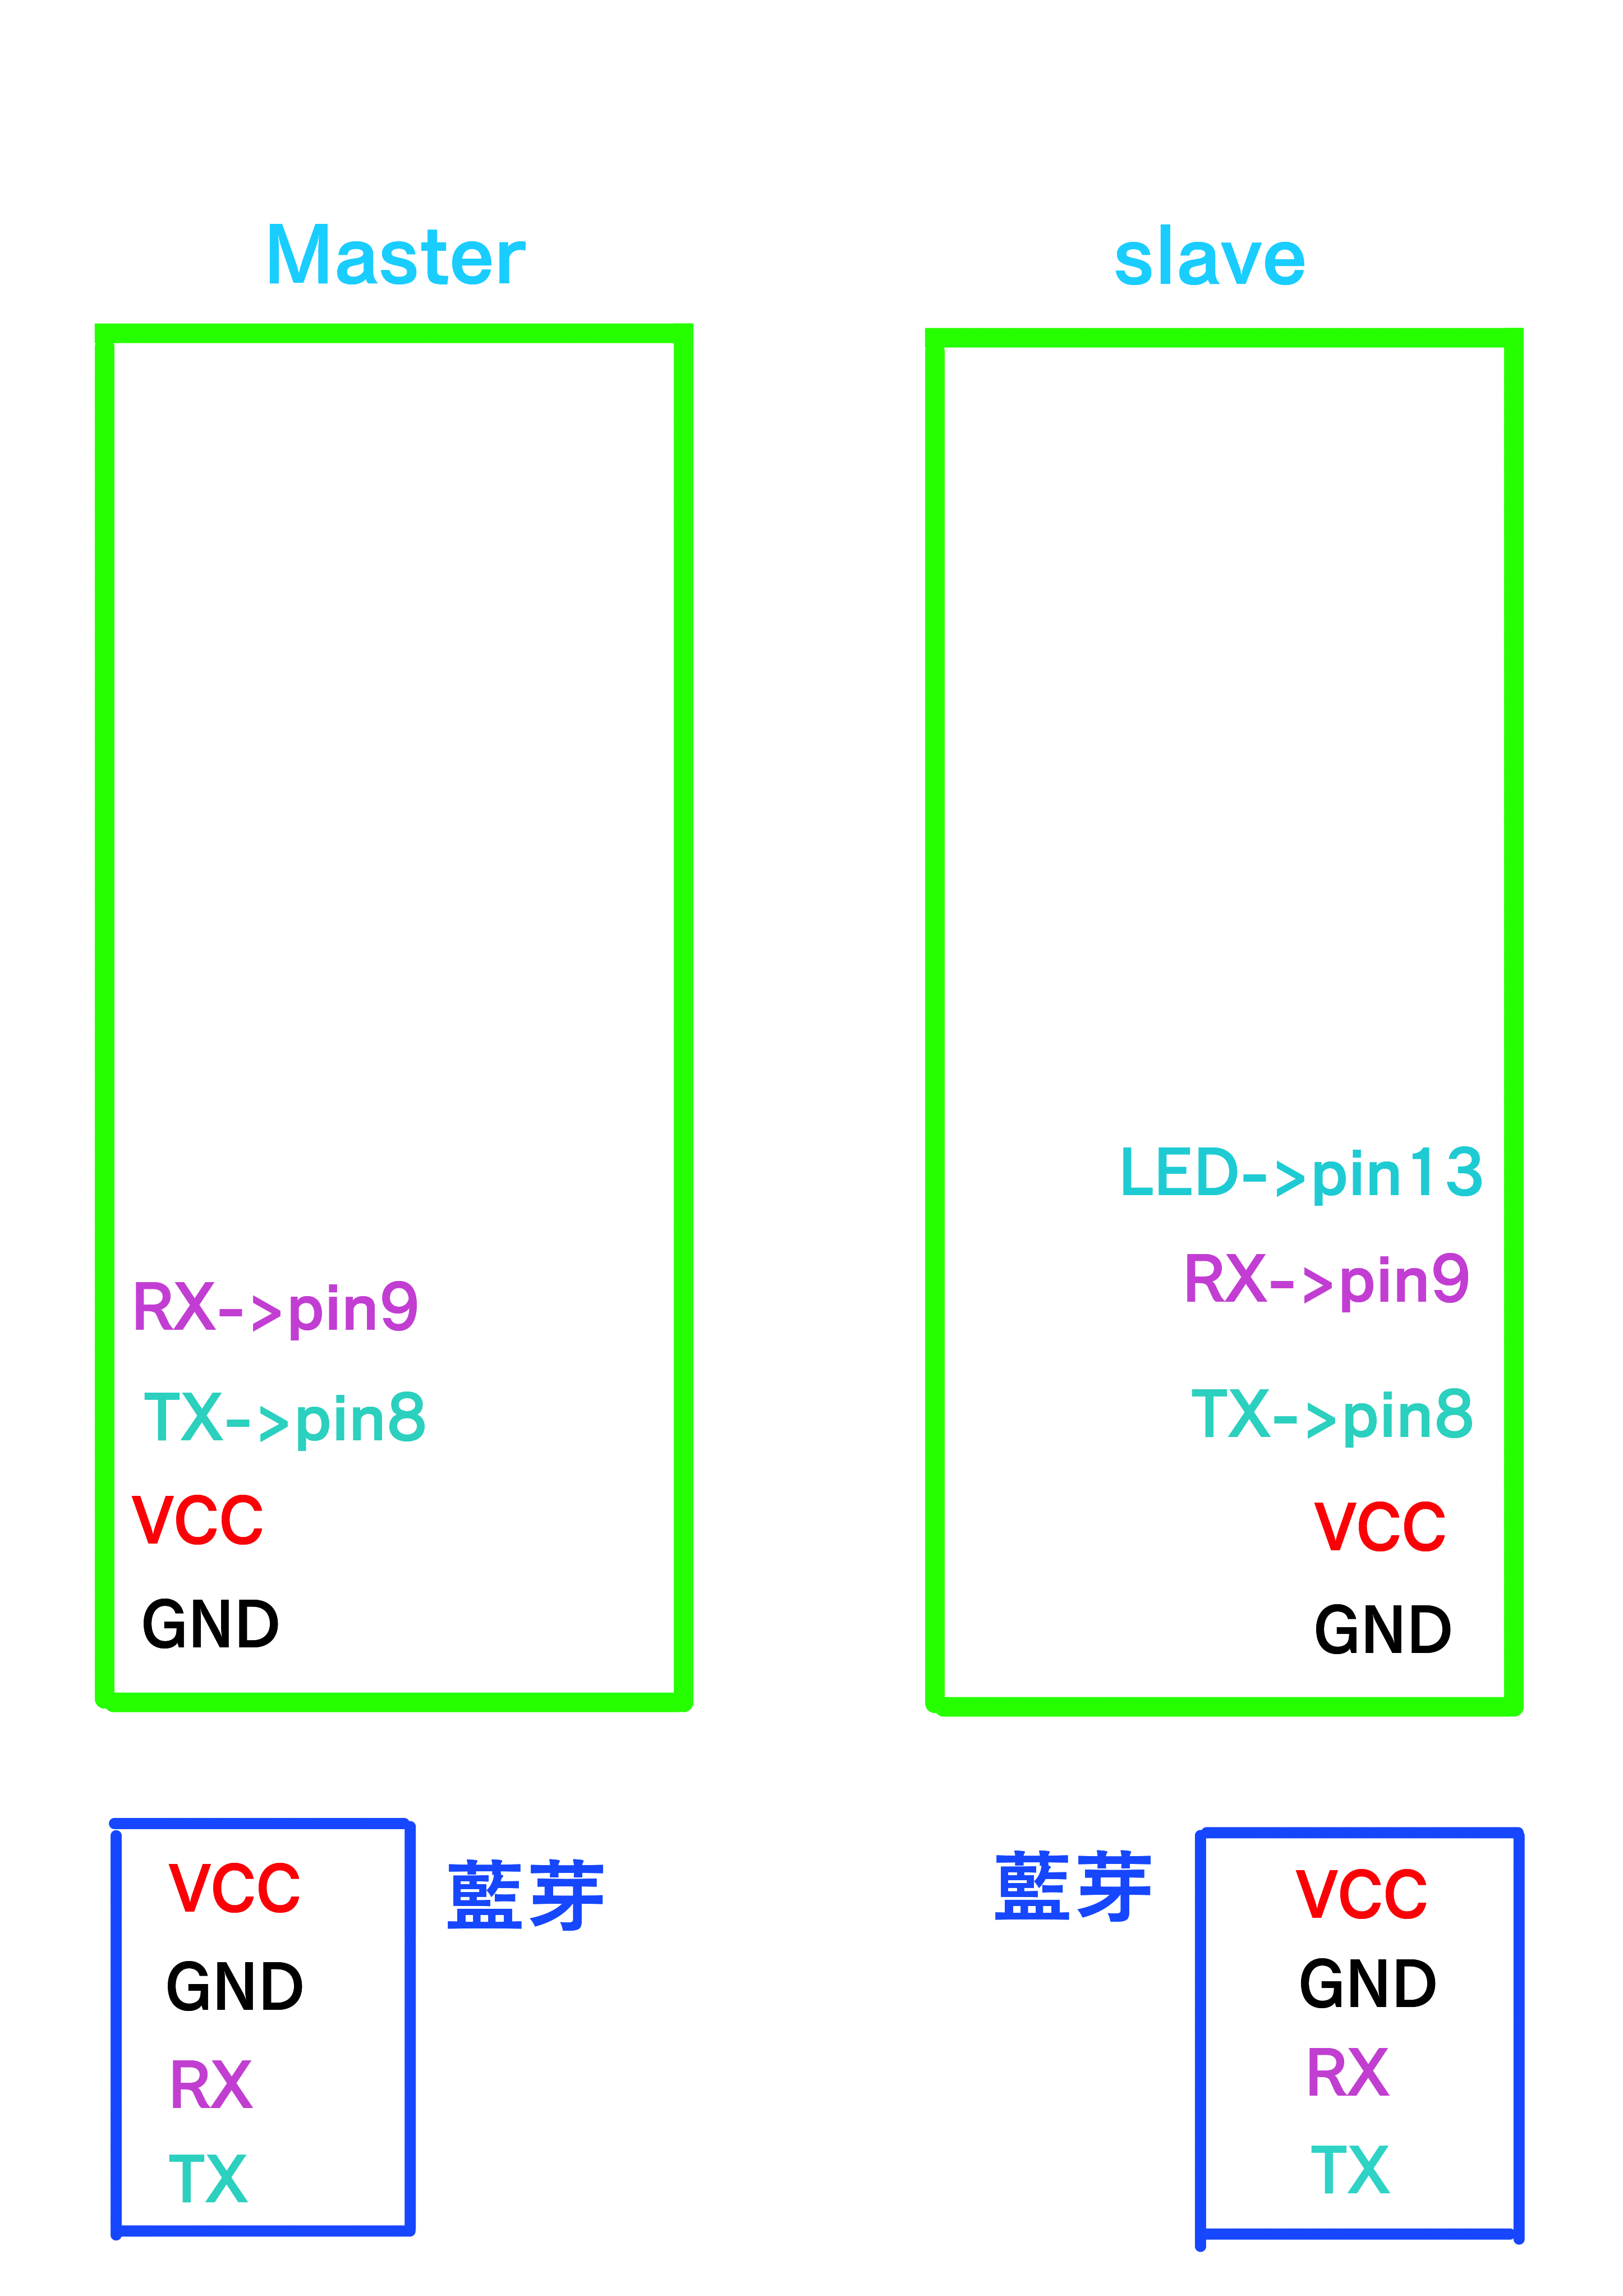 Master
slave
RX->pin9
TX->pin8
VCC
GND
LED->pin13
RX->pin9
TX->pin8
VCC
GND
藍芽
VCC
GND
RX
TX
藍芽
VCC
GND
RX
TX